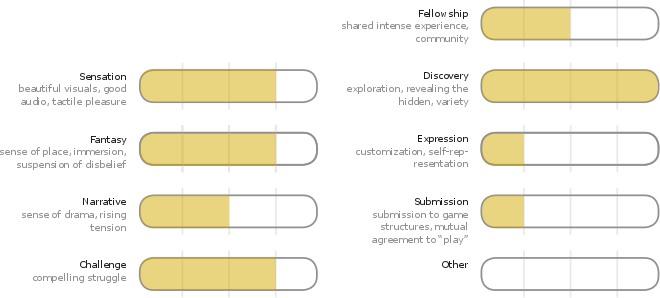 Fellowship
shared intense experience,
community
Sensation
beautiful visuals, good
audio, tactile pleasure
Discovery
exploration, revealing the
hidden, variety
Fantasy
sense of place, immersion,
suspension of disbelief
Expression
customization, self-rep-
resentation
Narrative
sense of drama, rising
tension
Submission
submission to game
structures, mutual
agreement to “play”
Challenge
compelling struggle
Other